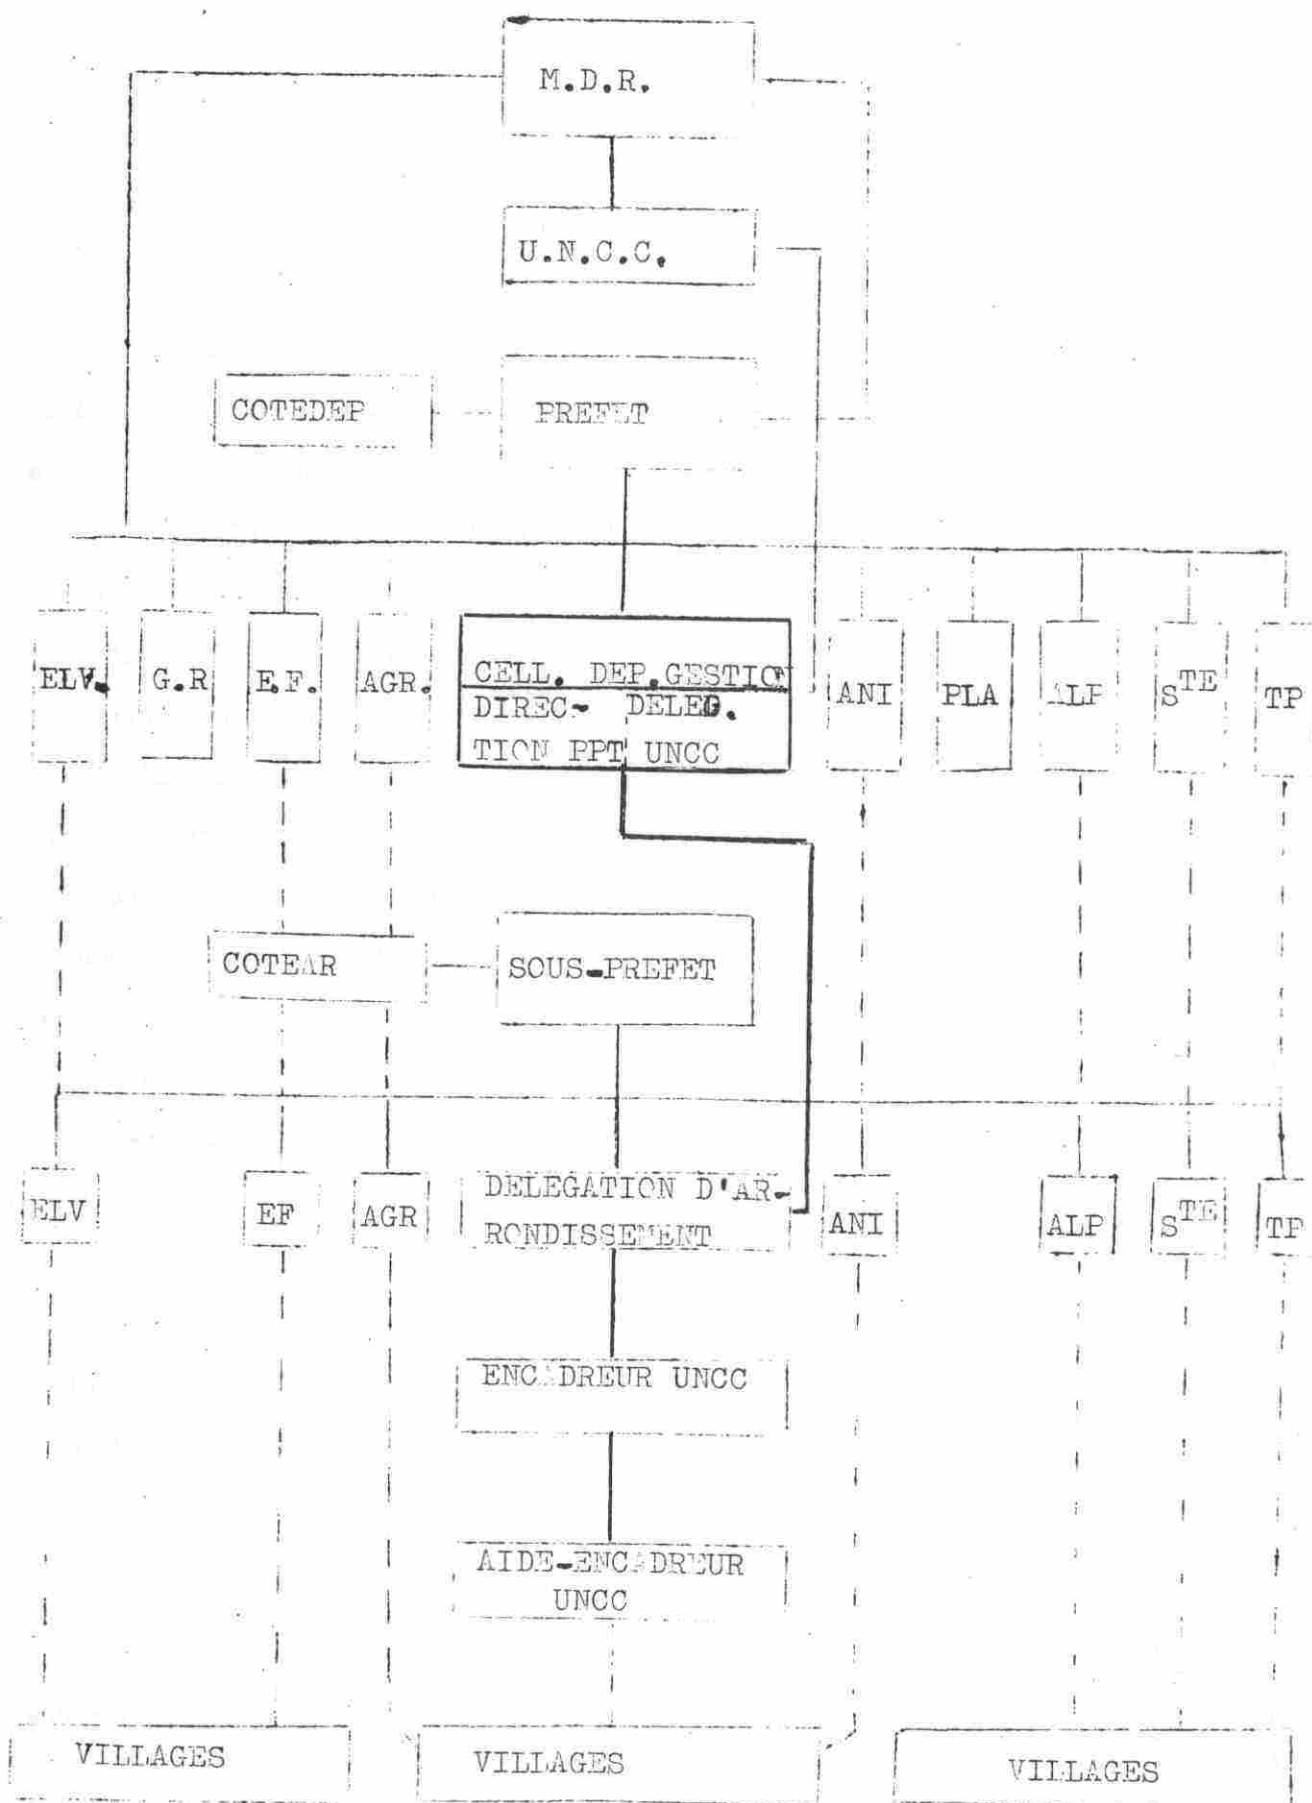 M.D.R.
U.N.C.C.
COTEDEP
PREFET
ELV.
G.R
E.F.
AGR.
CELL. DEP.GESTION
DIREC- DELEG.
TION PPT UNCC
ANI
PLA
ALP
STE
TP
COTEAR
SOUS-PREFET
ELV
EF
AGR
DELEGATION D'AR-
RONDISSEMENT
ANI
ALP
STE
TP
ENCADREUR UNCC
AIDE-ENCADREUR
UNCC
VILLAGES
VILLAGES
VILLAGES